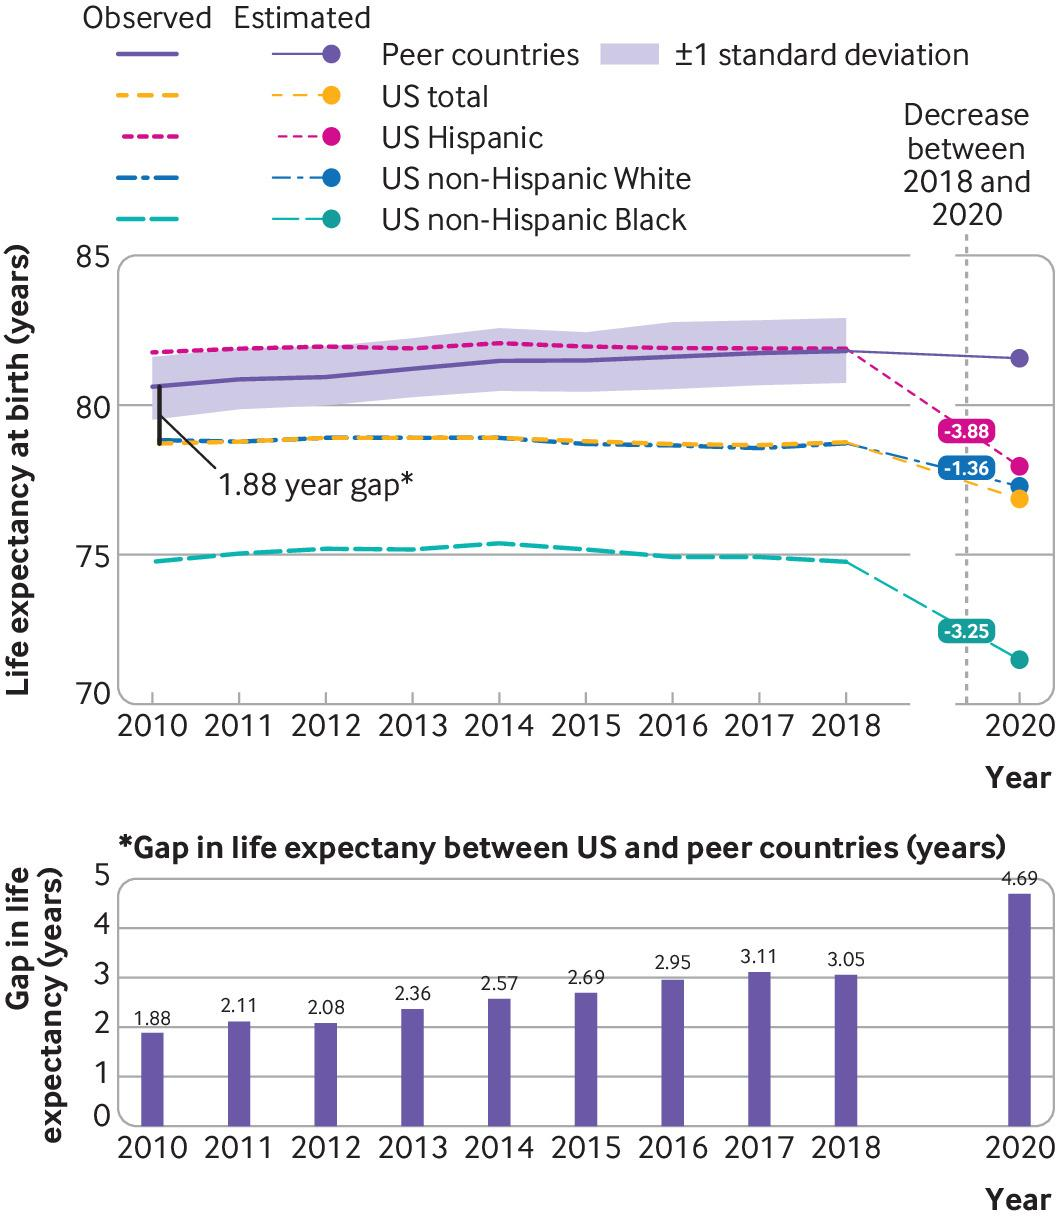 Observed Estimated
Peer countries ±1 standard deviation
US total
US Hispanic
US non-Hispanic White
US non-Hispanic Black
Decrease
between
2018 and
2020
Life expectancy at birth (years)
85
80
75
70
1.88 year gap*
-3.88
-1.36
-3.25
2010 2011 2012 2013 2014 2015 2016 2017 2018 2020
Year
*Gap in life expectany between US and peer countries (years)
Gap in life
expectancy (years)
5
4
3
2
1
0
1.88 2.11 2.08 2.36 2.57 2.69 2.95 3.11 3.05 4.69
2010 2011 2012 2013 2014 2015 2016 2017 2018 2020
Year